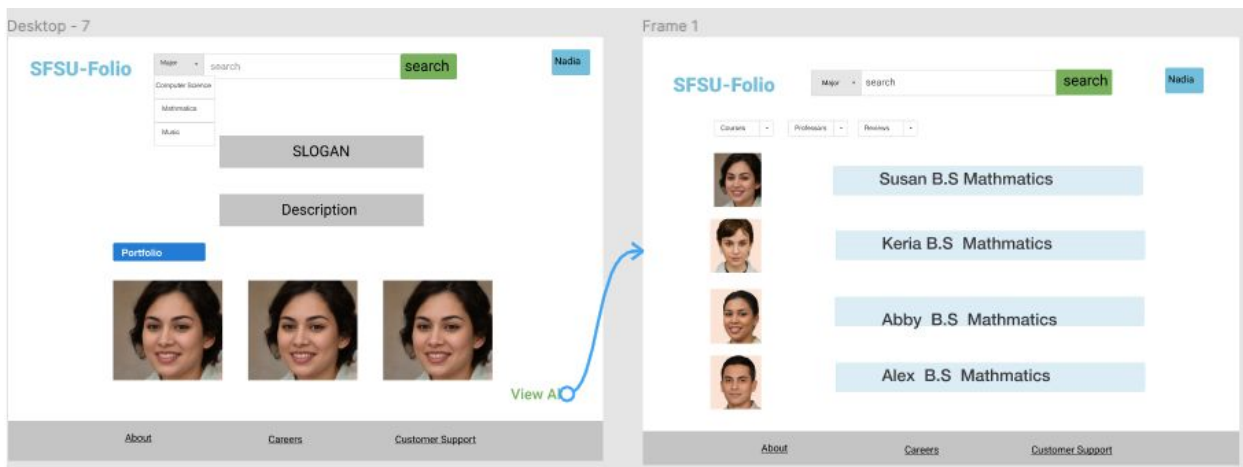 Desktop - 7
SFSU-Folio
Major
search
search
Nadia
Computer Science
Mathmatics
Music
SLOGAN
Description
Portfolio
View Al
About
Careers
Customer Support
Frame 1
SFSU-Folio
Major
search
search
Nadia
Courses
Professors
Reviews
Susan B.S Mathmatics
Keria B.S Mathmatics
Abby B.S Mathmatics
Alex B.S Mathmatics
About
Careers
Customer Support